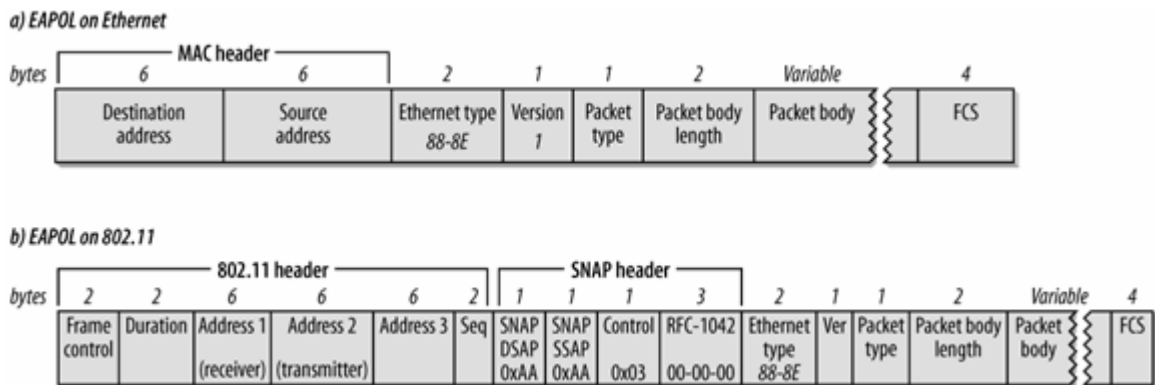 a) EAPOL on Ethernet
MAC header
bytes 6 6 2 1 1 2 Variable 4
Destination address Source address Ethernet type 88-8E Version 1 Packet type Packet body length Packet body FCS
b) EAPOL on 802.11
802.11 header SNAP header
bytes 2 2 6 6 6 2 1 1 1 3 2 1 1 2 Variable 4
Frame control Duration Address 1 (receiver) Address 2 (transmitter) Address 3 Seq SNAP DSAP 0xAA SNAP SSAP 0xAA Control 0x03 RFC-1042 00-00-00 Ethernet type 88-8E Ver Packet type Packet body length Packet body FCS